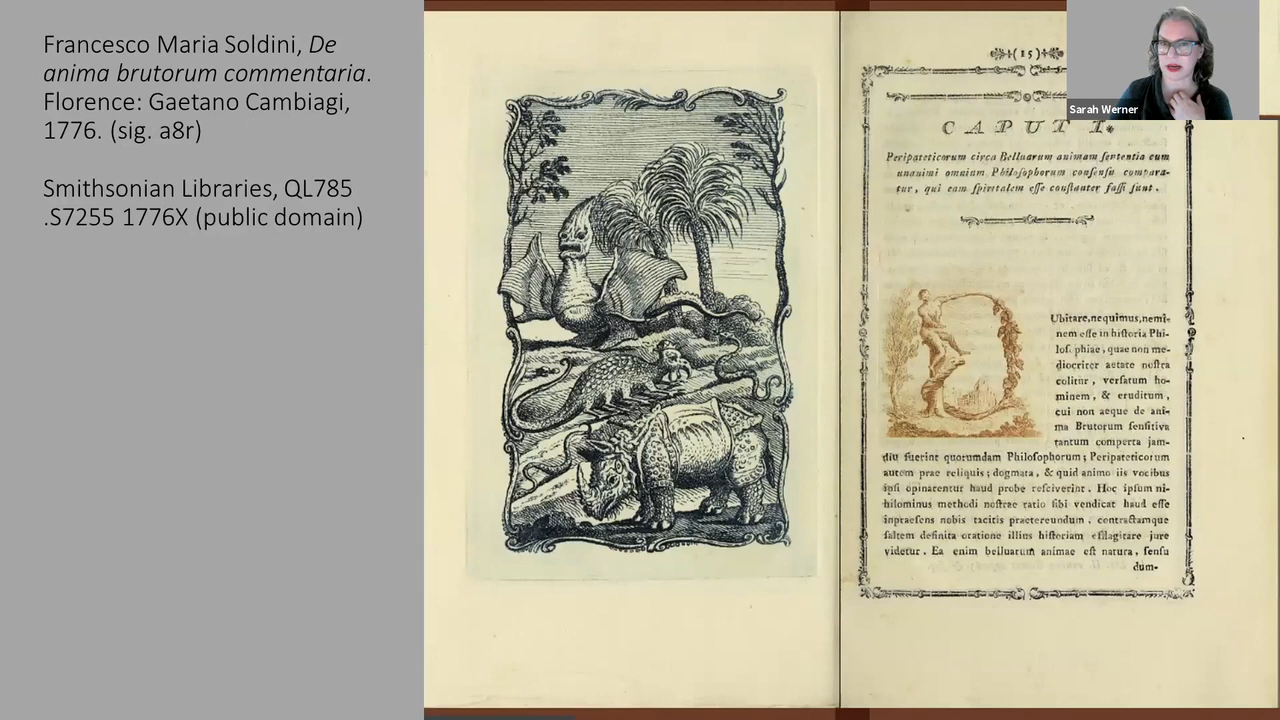 Francesco Maria Soldini, De
anima brutorum commentaria.
Florence: Gaetano Cambiagi,
1776. (sig. a8r)
Smithsonian Libraries, QL785
.S7255 1776X (public domain)
Sarah Werner
(15)
CAPUT I.
Peripateticorum circa Belluarum animam ſententia cum
unanimi omnium Philoſophorum conſenſu compara-
tur, qui eam ſpiritalem eſſe conſtanter faſſi ſunt.
D
Ubitare, nequimus, nemi-
nem eſſe in hiſtoria Phi-
loſophiae, quae non me-
diocriter aetate noſtra
colitur, verſatum ho-
minem, & eruditum,
cui non aeque de ani-
ma Brutorum ſenſitiva
tantum comperta jam-
diu fuerint quorumdam Philoſophorum; Peripateticorum
autem prae reliquis; dogmata, & quid animo iis vocibus
ipſi opinarentur haud probe reſciverint. Hoc ipſum ni-
hilominus methodi noſtrae ratio ſibi vendicat haud eſſe
inpraeſens nobis tacitis praetereundum, contractamque
ſaltem definita oratione illius hiſtoriam efflagitare jure
videtur. Ea enim belluarum animae eſt natura, ſenſu
dum-